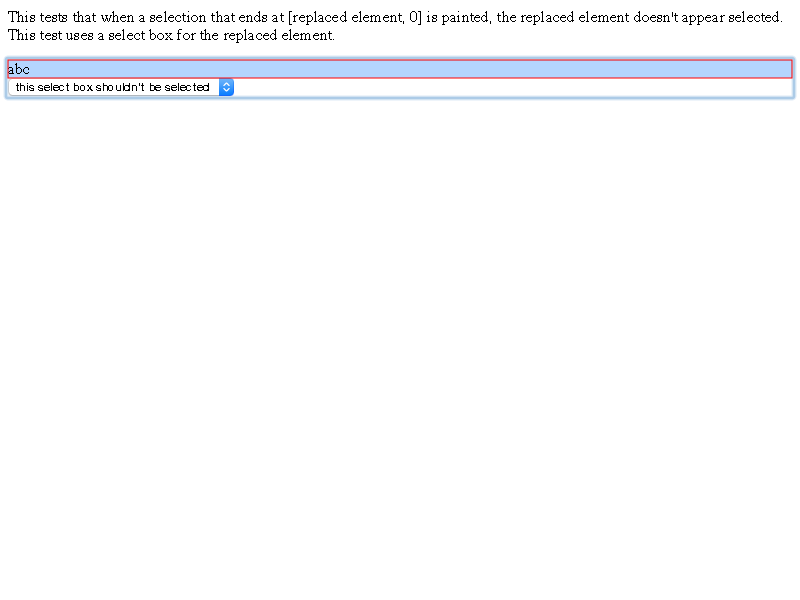 This tests that when a selection that ends at [replaced element, 0] is painted, the replaced element doesn't appear selected.
This test uses a select box for the replaced element.
abc
this select box shouldn't be selected